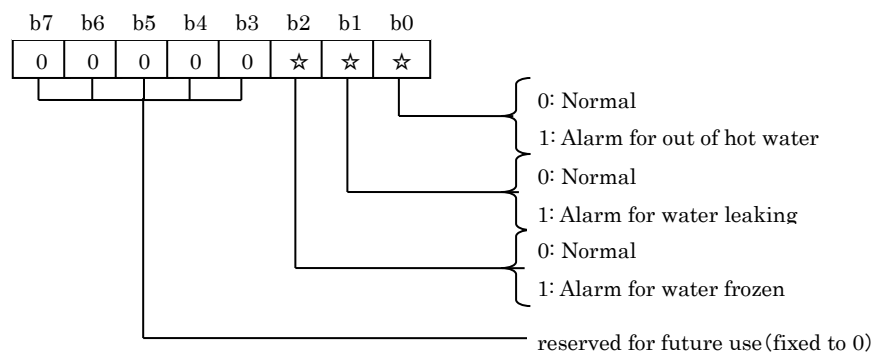 b7 b6 b5 b4 b3 b2 b1 b0
0 0 0 0 0 ☆ ☆ ☆
0: Normal
1: Alarm for out of hot water
0: Normal
1: Alarm for water leaking
0: Normal
1: Alarm for water frozen
reserved for future use(fixed to 0)